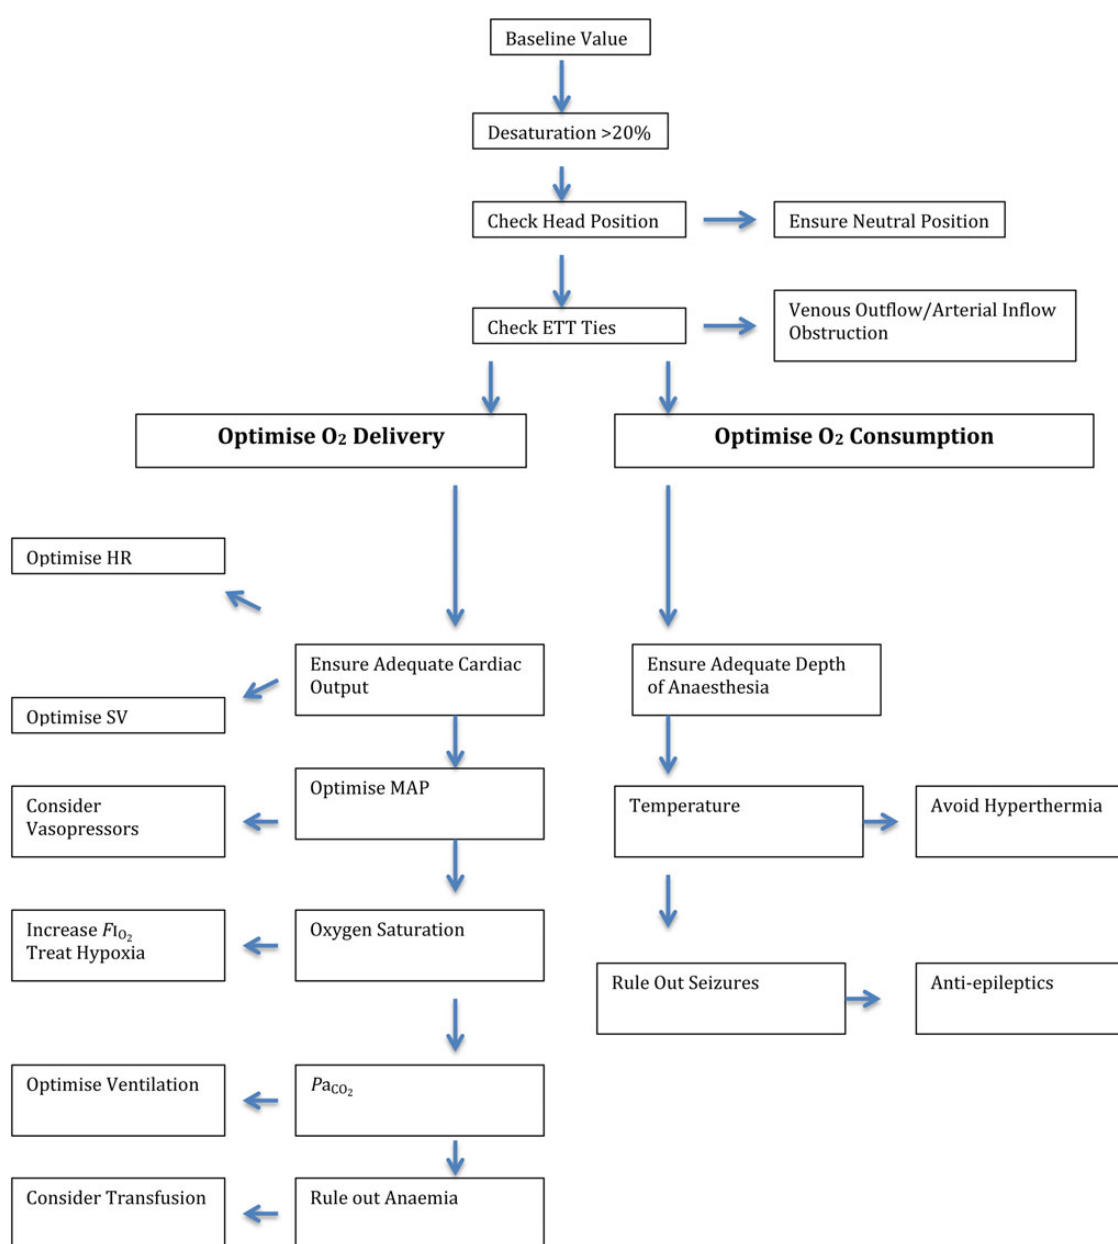 Baseline Value
Desaturation >20%
Check Head Position
Ensure Neutral Position
Check ETT Ties
Venous Outflow/Arterial Inflow
Obstruction
Optimise O₂ Delivery
Optimise O₂ Consumption
Optimise HR
Ensure Adequate Cardiac
Output
Ensure Adequate Depth
of Anaesthesia
Optimise SV
Consider
Vasopressors
Optimise MAP
Temperature
Avoid Hyperthermia
Increase FIO₂
Treat Hypoxia
Oxygen Saturation
Rule Out Seizures
Anti-epileptics
Optimise Ventilation
PaCO₂
Consider Transfusion
Rule out Anaemia